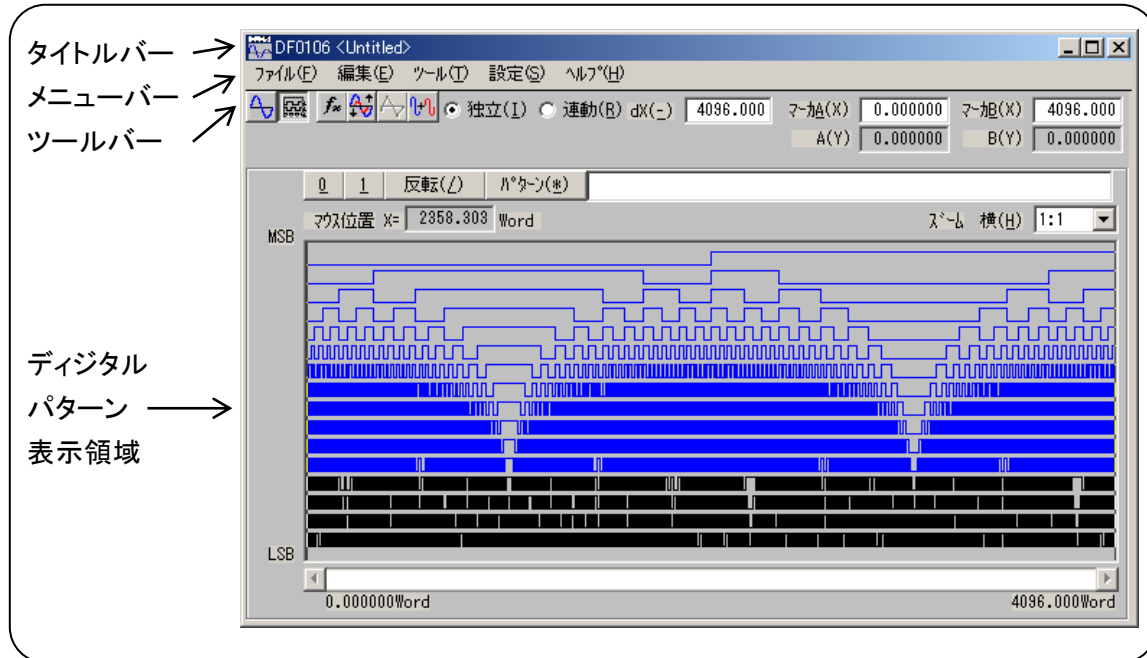 タイトルバー
メニューバー
ツールバー
ディジタル
パターン
表示領域
DF0106 <Untitled>
ファイル(F) 編集(E) ツール(T) 設定(S) ヘルプ(H)
独立(I) 連動(R) dX(-) 4096.000 マーカA(X) 0.000000 マーカB(X) 4096.000
A(Y) 0.000000 B(Y) 0.000000
0 1 反転(/) パターン(*)
マウス位置 X= 2358.303 Word ズーム 横(H) 1:1
MSB
LSB
0.000000Word 4096.000Word